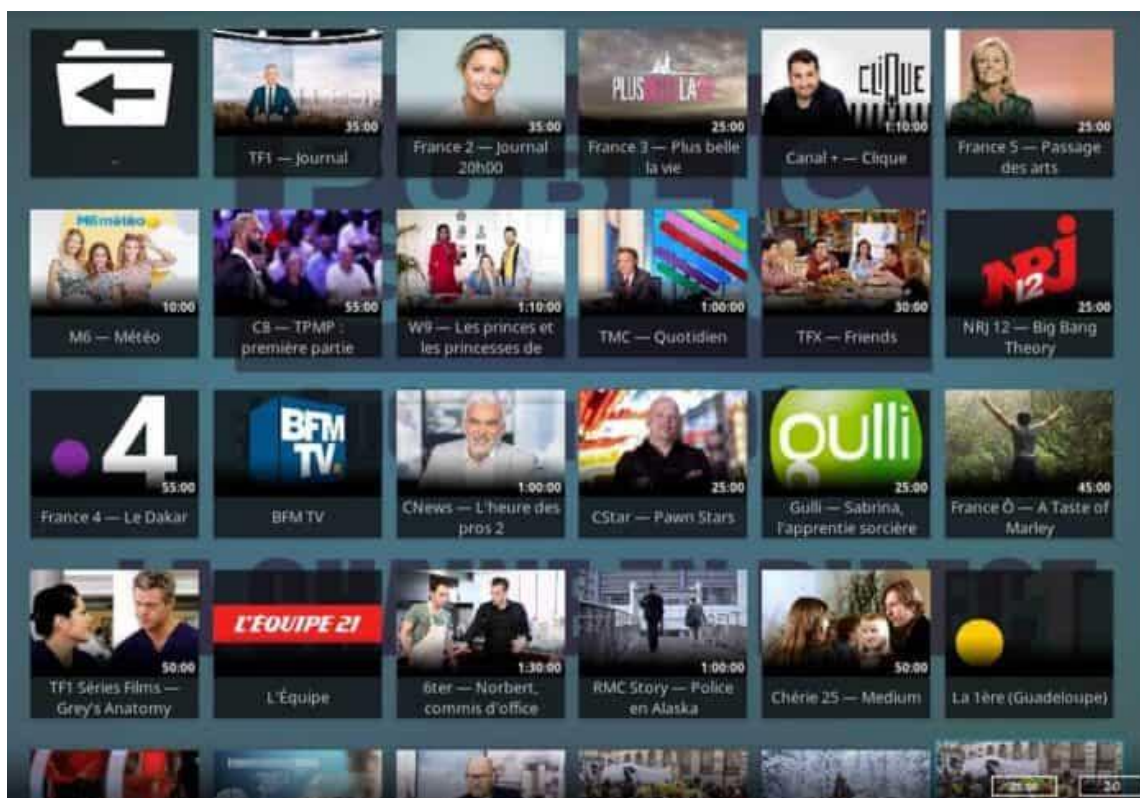 PLUS LA
CLIQUE
35:00
35:00
25:00
1:10:00
25:00
..
TF1 — Journal
France 2 — Journal
20h00
France 3 — Plus belle
la vie
Canal + — Clique
France 5 — Passage
des arts
M6 météo
NRJ
12
10:00
55:00
1:10:00
1:00:00
30:00
25:00
M6 — Météo
C8 — TPMP :
première partie
W9 — Les princes et
les princesses de
TMC — Quotidien
TFX — Friends
NRJ 12 — Big Bang
Theory
4
BFM
TV.
gulli
55:00
1:00:00
25:00
25:00
45:00
France 4 — Le Dakar
BFM TV
CNews — L'heure des
pros 2
CStar — Pawn Stars
Gulli — Sabrina,
l'apprentie sorcière
France Ô — A Taste of
Marley
L'ÉQUIPE 21
50:00
1:30:00
1:00:00
50:00
TF1 Séries Films —
Grey's Anatomy
L'Équipe
6ter — Norbert,
commis d'office
RMC Story — Police
en Alaska
Chérie 25 — Medium
La 1ère (Guadeloupe)
20